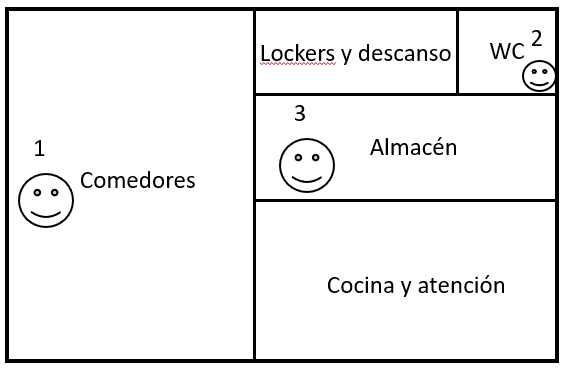 Lockers y descanso
WC 2
3
Almacén
1
Comedores
Cocina y atención